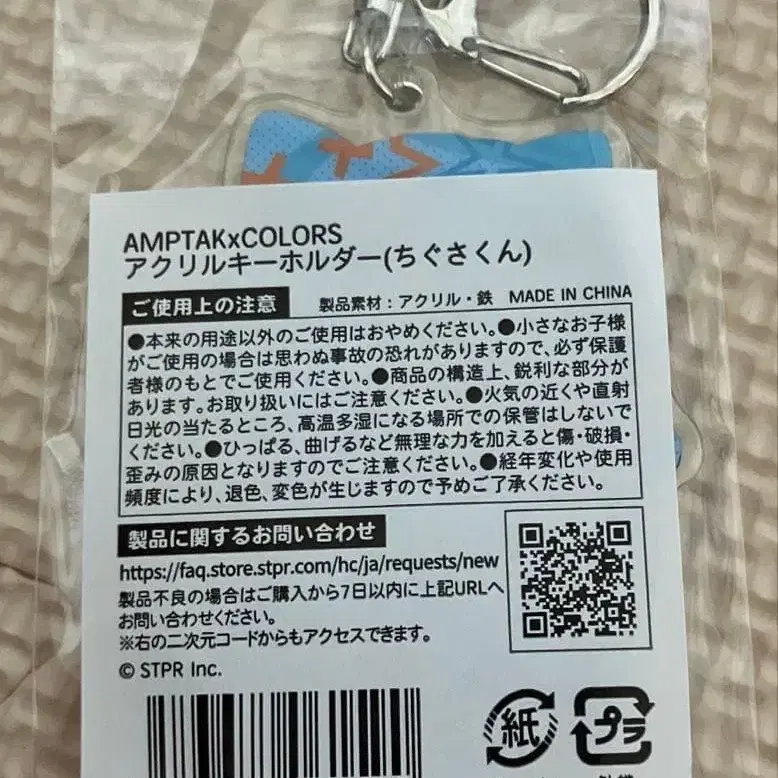 AMPTAKxCOLORS
アクリルキーホルダー(ちぐさくん)
ご使用上の注意 製品素材：アクリル・鉄 MADE IN CHINA
●本来の用途以外のご使用はおやめください。●小さなお子様
がご使用の場合は思わぬ事故の恐れがありますので、必ず保護
者様のもとでご使用ください。●商品の構造上、鋭利な部分が
あります。お取り扱いにはご注意ください。●火気の近くや直射
日光の当たるところ、高温多湿になる場所での保管はしないで
ください。●ひっぱる、曲げるなど無理な力を加えると傷・破損・
歪みの原因となりますのでご注意ください。●経年変化や使用
頻度により、退色、変色が生じますので予めご了承ください。
製品に関するお問い合わせ
https://faq.store.stpr.com/hc/ja/requests/new
製品不良の場合はご購入から7日以内に上記URLへ
お問い合わせください。
※右の二次元コードからもアクセスできます。
© STPR Inc.
紙 プラ